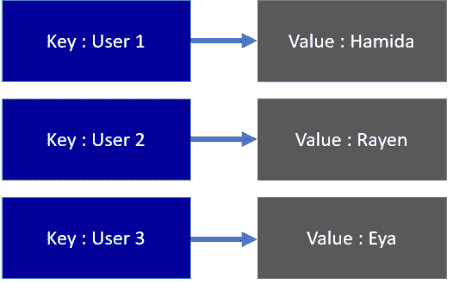 Key : User 1
Value : Hamida
Key : User 2
Value : Rayen
Key : User 3
Value : Eya